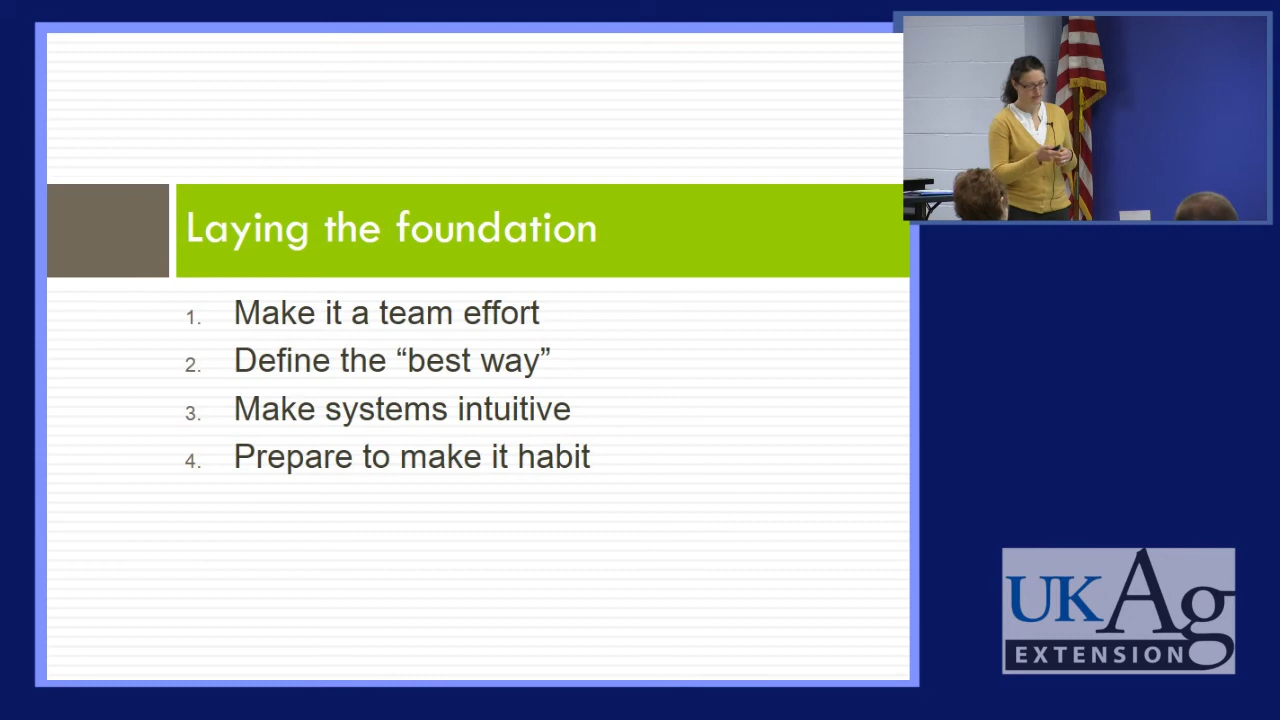 Laying the foundation
1. Make it a team effort
2. Define the “best way”
3. Make systems intuitive
4. Prepare to make it habit
UKAg
EXTENSION